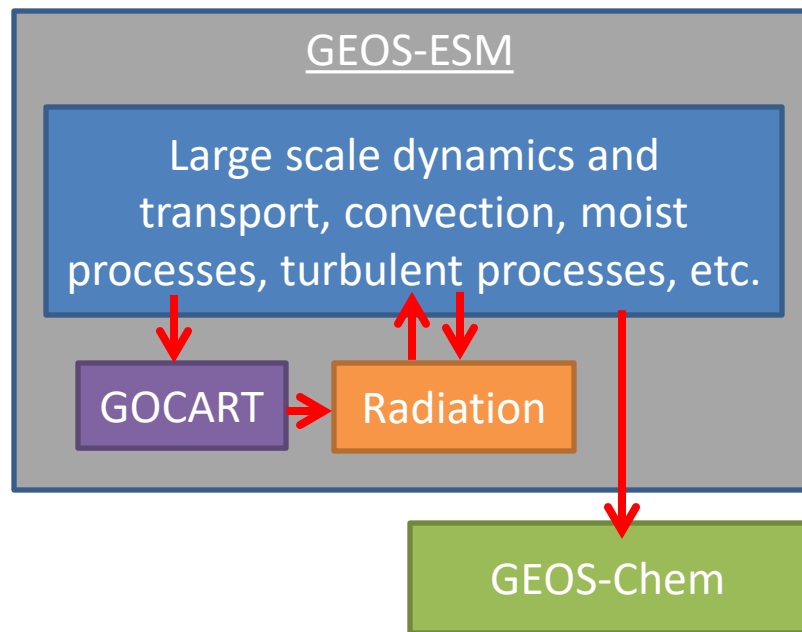 GEOS-ESM
Large scale dynamics and
transport, convection, moist
processes, turbulent processes, etc.
GOCART
Radiation
GEOS-Chem